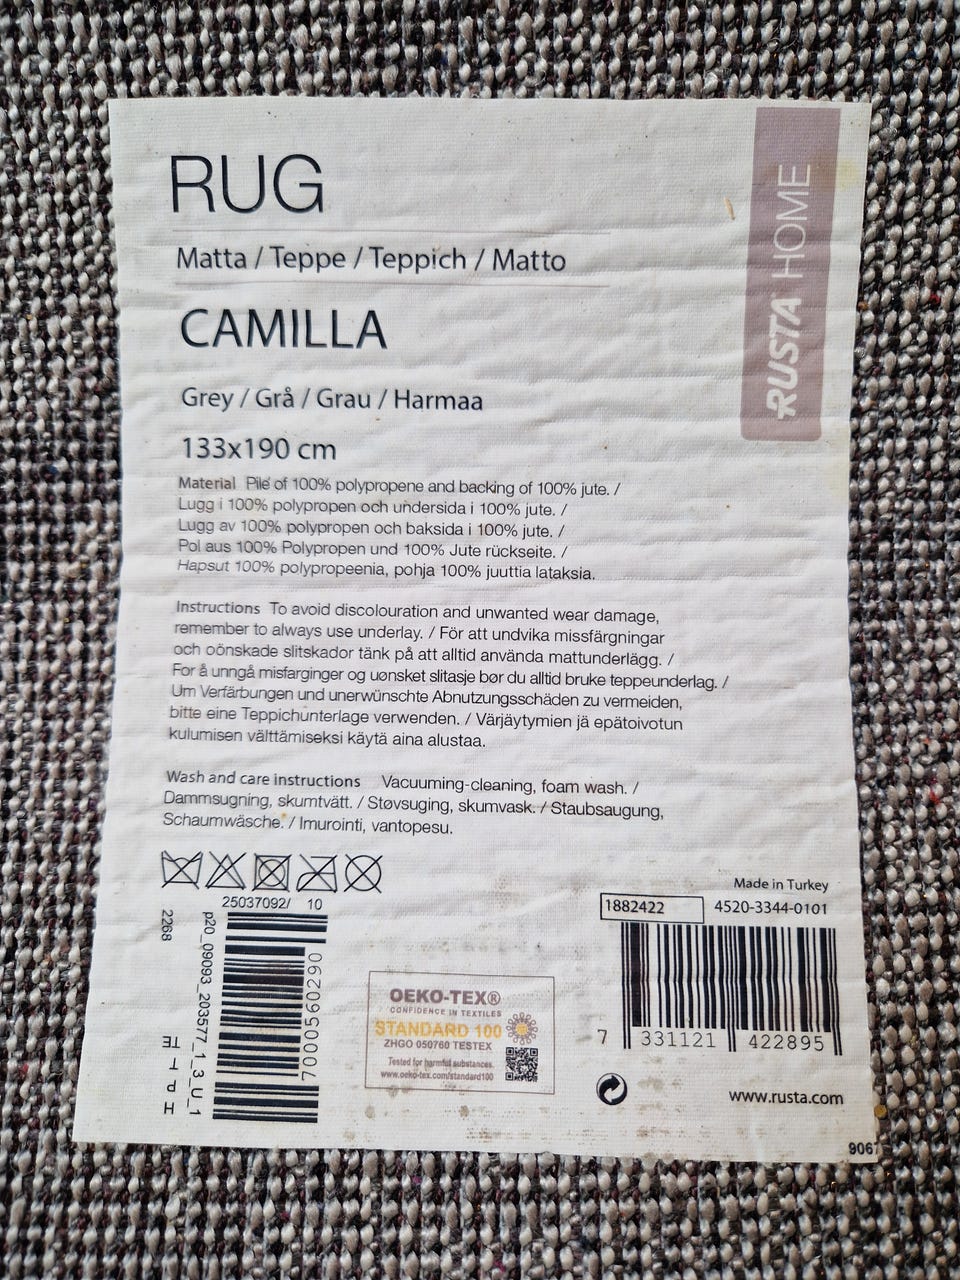 RUSTA HOME
RUG
Matta / Teppe / Teppich / Matto
CAMILLA
Grey / Grå / Grau / Harmaa
133x190 cm
Material Pile of 100% polypropene and backing of 100% jute. /
Lugg i 100% polypropen och undersida i 100% jute. /
Lugg av 100% polypropen och baksida i 100% jute. /
Pol aus 100% Polypropen und 100% Jute rückseite. /
Hapsut 100% polypropeenia, pohja 100% juuttia lataksia.
Instructions To avoid discolouration and unwanted wear damage,
remember to always use underlay. / För att undvika missfärgningar
och oönskade slitskador tänk på att alltid använda mattunderlägg. /
For å unngå misfarginger og uønsket slitasje bør du alltid bruke teppeunderlag. /
Um Verfärbungen und unerwünschte Abnutzungsschäden zu vermeiden,
bitte eine Teppichunterlage verwenden. / Värjäytymien jä epätoivotun
kulumisen välttämiseksi käytä aina alustaa.
Wash and care instructions Vacuuming-cleaning, foam wash. /
Dammsugning, skumtvätt. / Støvsuging, skumvask. / Staubsaugung,
Schaumwäsche. / Imurointi, vantopesu.
25037092/ 10
2268
p20_09093_203577_1_3_U_1
70005560290
OEKO-TEX®
CONFIDENCE IN TEXTILES
STANDARD 100
ZHGO 050760 TESTEX
Tested for harmful substances.
www.oeko-tex.com/standard100
Made in Turkey
1882422 4520-3344-0101
7 331121 422895
www.rusta.com